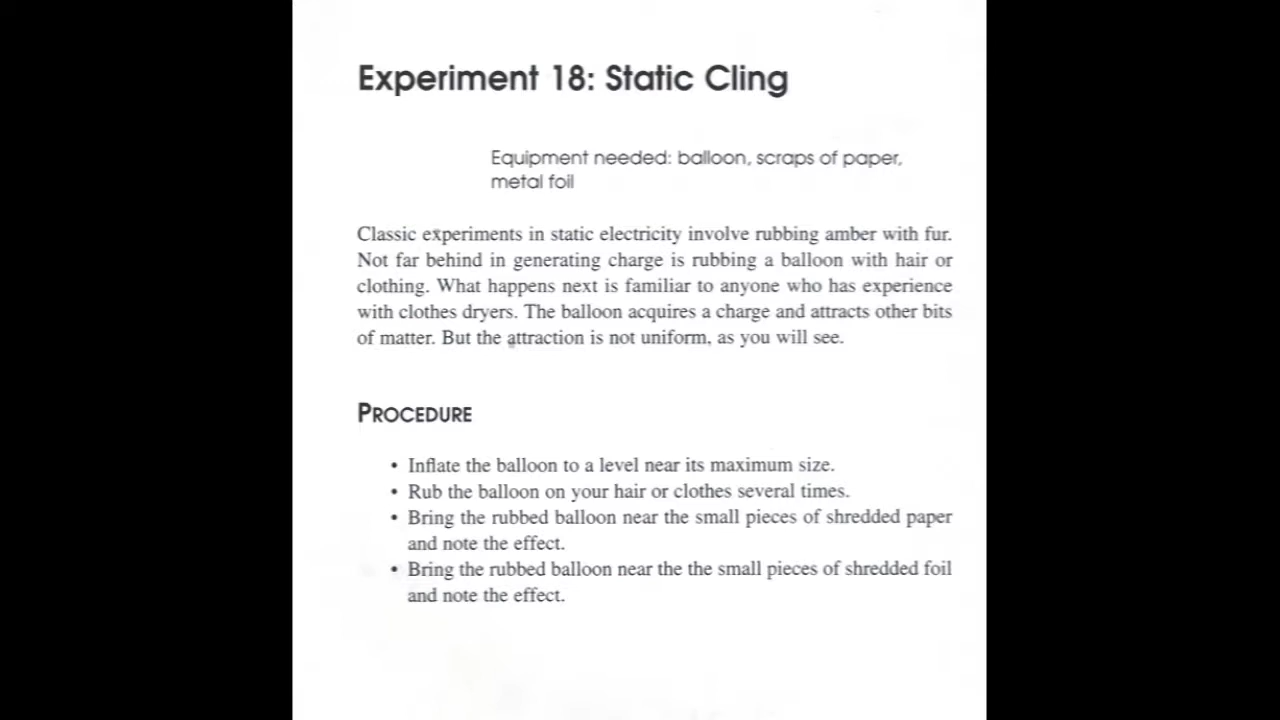 Experiment 18: Static Cling
Equipment needed: balloon, scraps of paper,
metal foil
Classic experiments in static electricity involve rubbing amber with fur.
Not far behind in generating charge is rubbing a balloon with hair or
clothing. What happens next is familiar to anyone who has experience
with clothes dryers. The balloon acquires a charge and attracts other bits
of matter. But the attraction is not uniform, as you will see.
PROCEDURE
• Inflate the balloon to a level near its maximum size.
• Rub the balloon on your hair or clothes several times.
• Bring the rubbed balloon near the small pieces of shredded paper
and note the effect.
• Bring the rubbed balloon near the the small pieces of shredded foil
and note the effect.